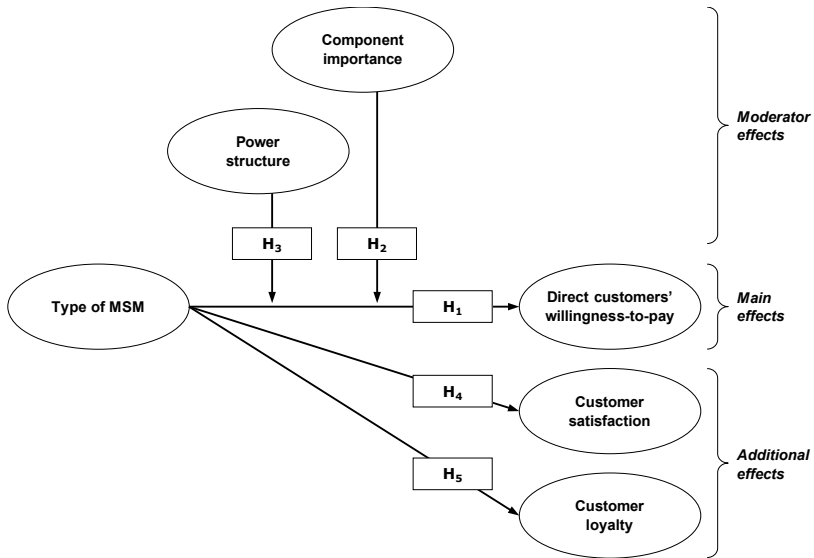 Component
importance
Moderator
effects
Power
structure
H₃
H₂
Type of MSM
H₁
Direct customers’
willingness-to-pay
Main
effects
H₄
Customer
satisfaction
Additional
effects
H₅
Customer
loyalty